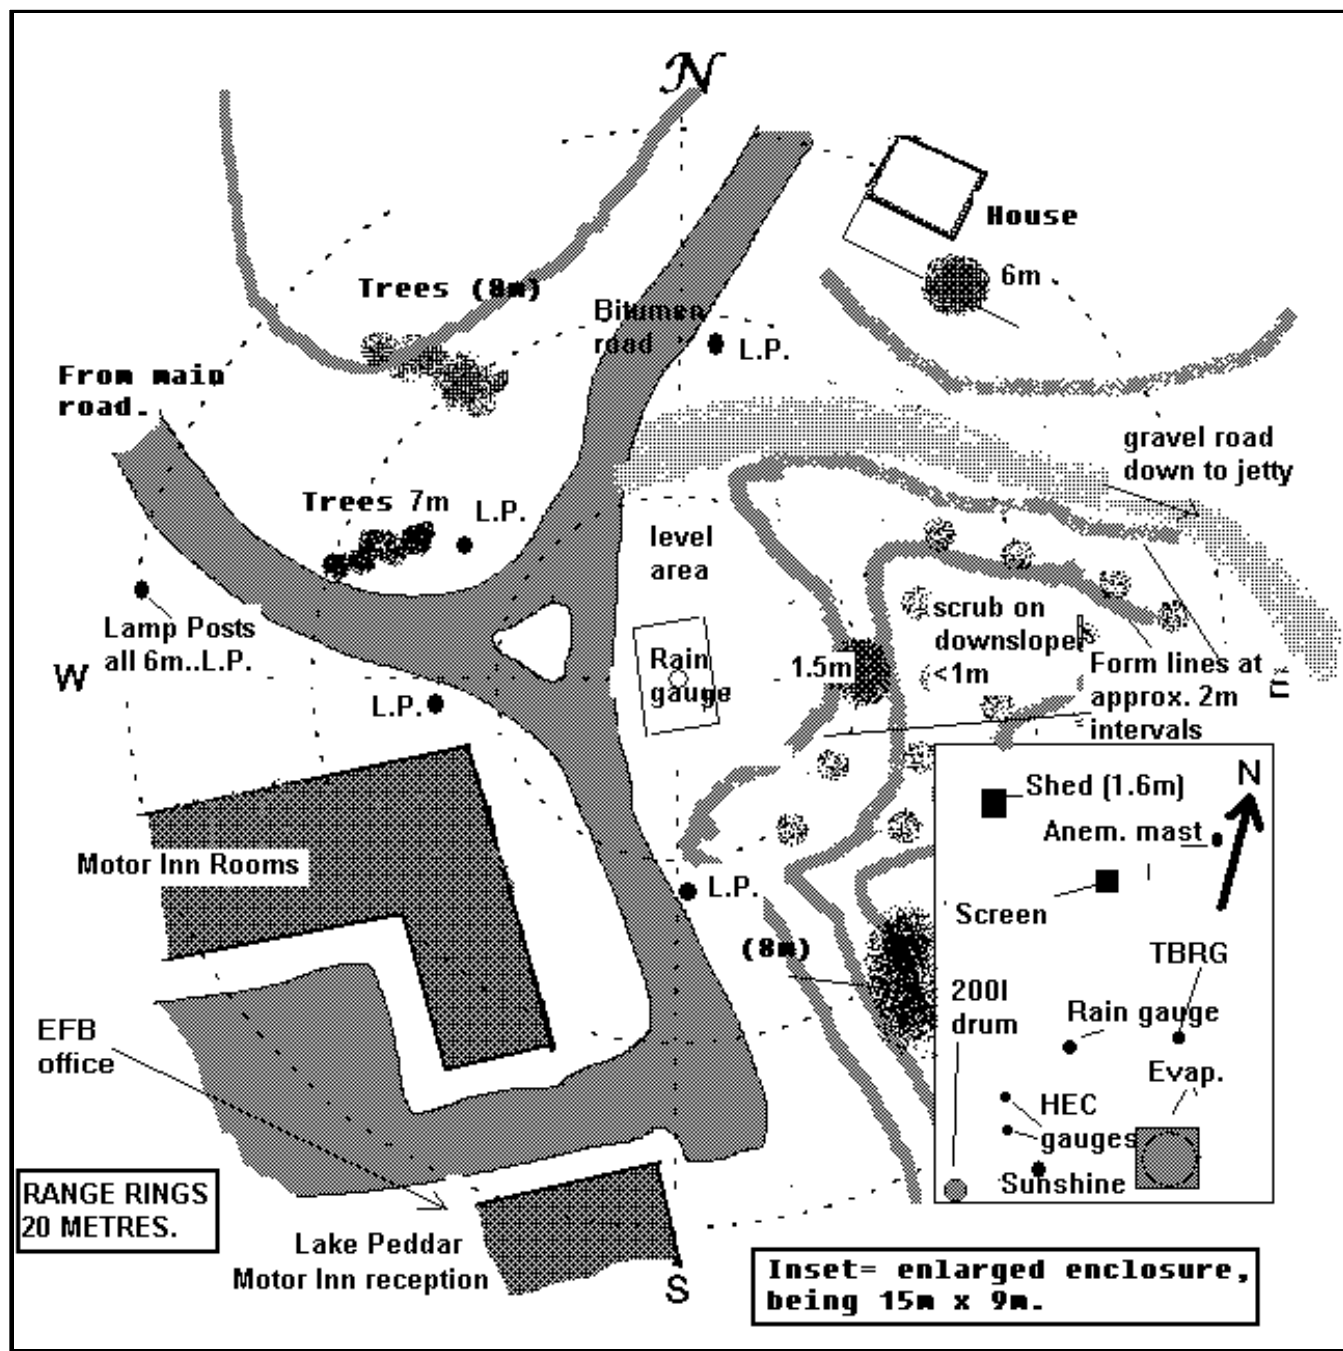 N
House
6m
Trees (8m)
Bitumen
road
L.P.
From main
road.
gravel road
down to jetty
Trees 7m
L.P.
level
area
Lamp Posts
all 6m..L.P.
scrub on
downslope
<1m
W
Rain
gauge
1.5m
Form lines at
approx. 2m
intervals
E
L.P.
Motor Inn Rooms
L.P.
(8m)
N
Shed (1.6m)
Anem. mast
Screen
TBRG
200l
drum
Rain gauge
Evap.
HEC
gauges
Sunshine
EFB
office
RANGE RINGS
20 METRES.
Lake Peddar
Motor Inn reception
S
Inset= enlarged enclosure,
being 15m x 9m.